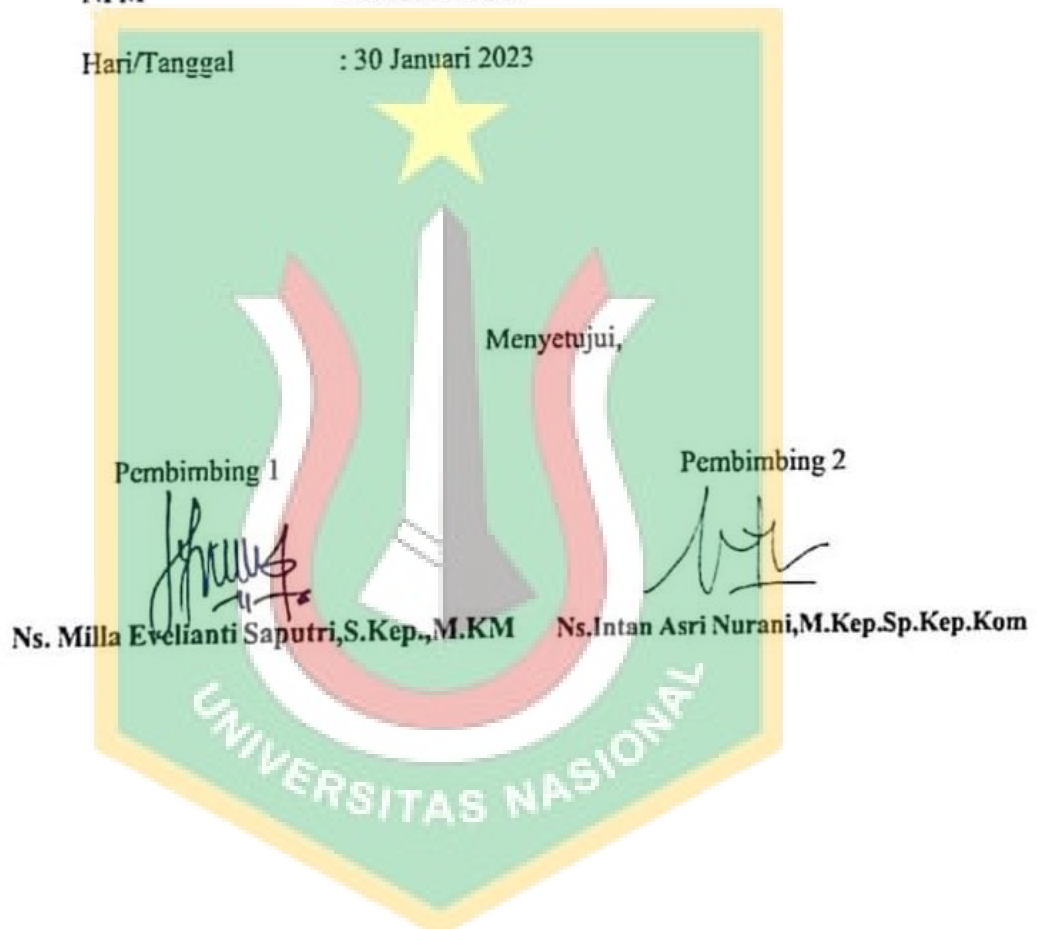 Hari/Tanggal : 30 Januari 2023
Menyetujui,
Pembimbing 1 Pembimbing 2
Ns. Milla Evelianti Saputri,S.Kep.,M.KM Ns.Intan Asri Nurani,M.Kep.Sp.Kep.Kom
UNIVERSITAS NASIONAL